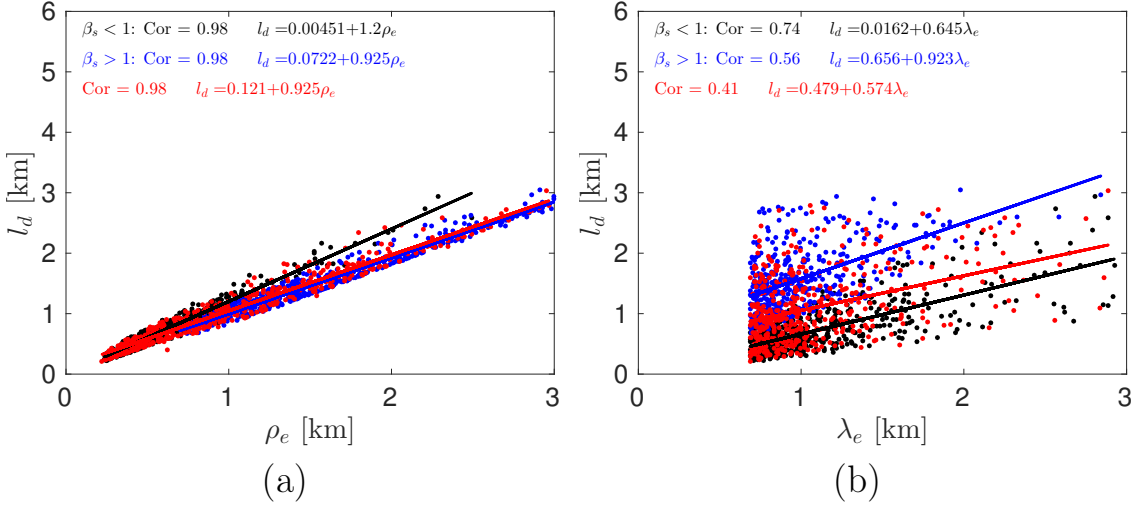 β_s < 1: Cor = 0.98 l_d=0.00451+1.2ρ_e
β_s > 1: Cor = 0.98 l_d=0.0722+0.925ρ_e
Cor = 0.98 l_d=0.121+0.925ρ_e
6
5
4
3
2
1
0
l_d [km]
0 1 2 3
ρ_e [km]
(a)
β_s < 1: Cor = 0.74 l_d=0.0162+0.645λ_e
β_s > 1: Cor = 0.56 l_d=0.656+0.923λ_e
Cor = 0.41 l_d=0.479+0.574λ_e
6
5
4
3
2
1
0
l_d [km]
0 1 2 3
λ_e [km]
(b)